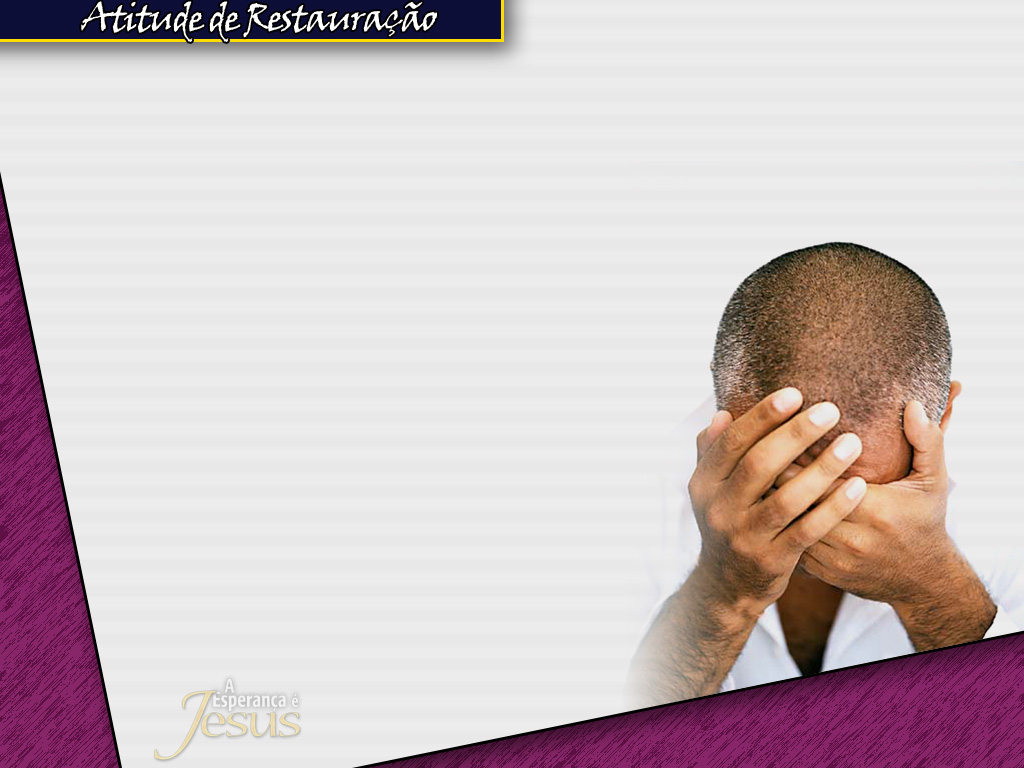 Atitude de Restauração
A
Esperança é
Jesus